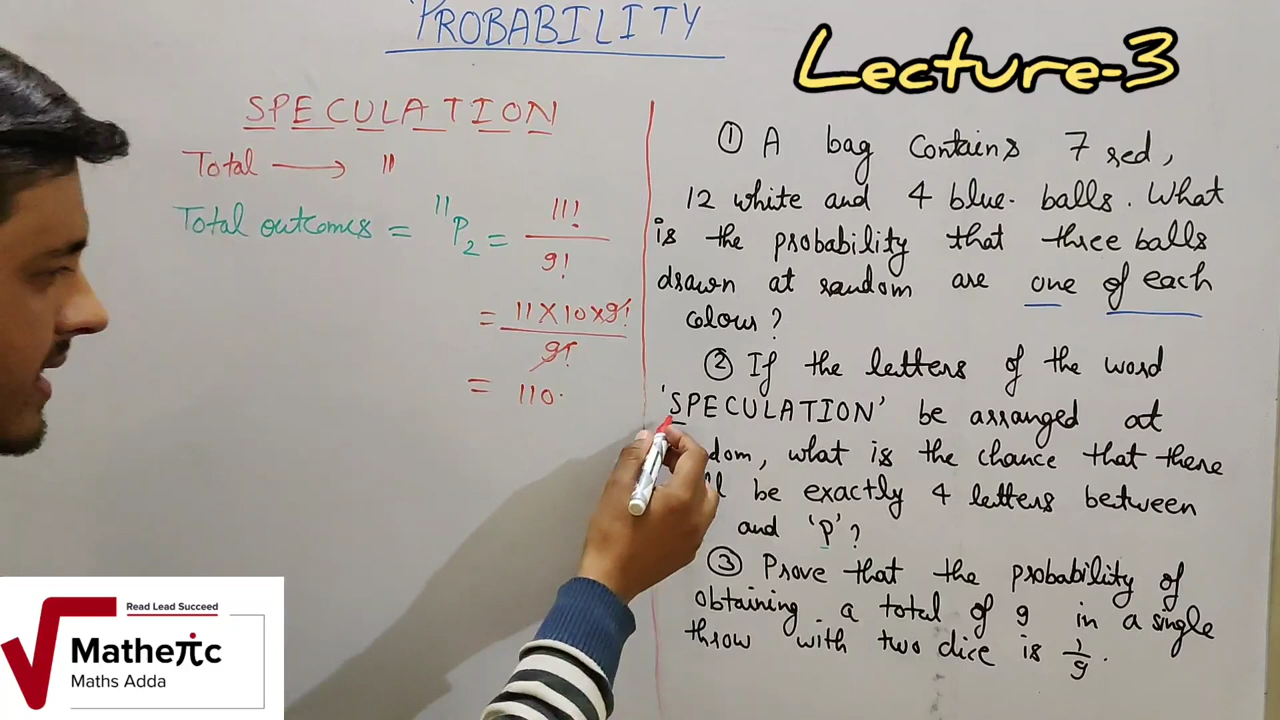 PROBABILITY
Lecture-3
SPECULATION
Total → 11
Total outcomes = ¹¹P₂ = 11!/9!
= 11 X 10 x 9!/9!
= 110.
① A bag contains 7 red,
12 white and 4 blue. balls. What
is the probability that three balls
drawn at random are one of each
colour?
② If the letters of the word
'SPECULATION' be arranged at
dom, what is the chance that there
be exactly 4 letters between
and 'P'?
③ Prove that the probability of
obtaining a total of 9 in a single
throw with two dice is 1/9.
Read Lead Succeed
Matheπc
Maths Adda